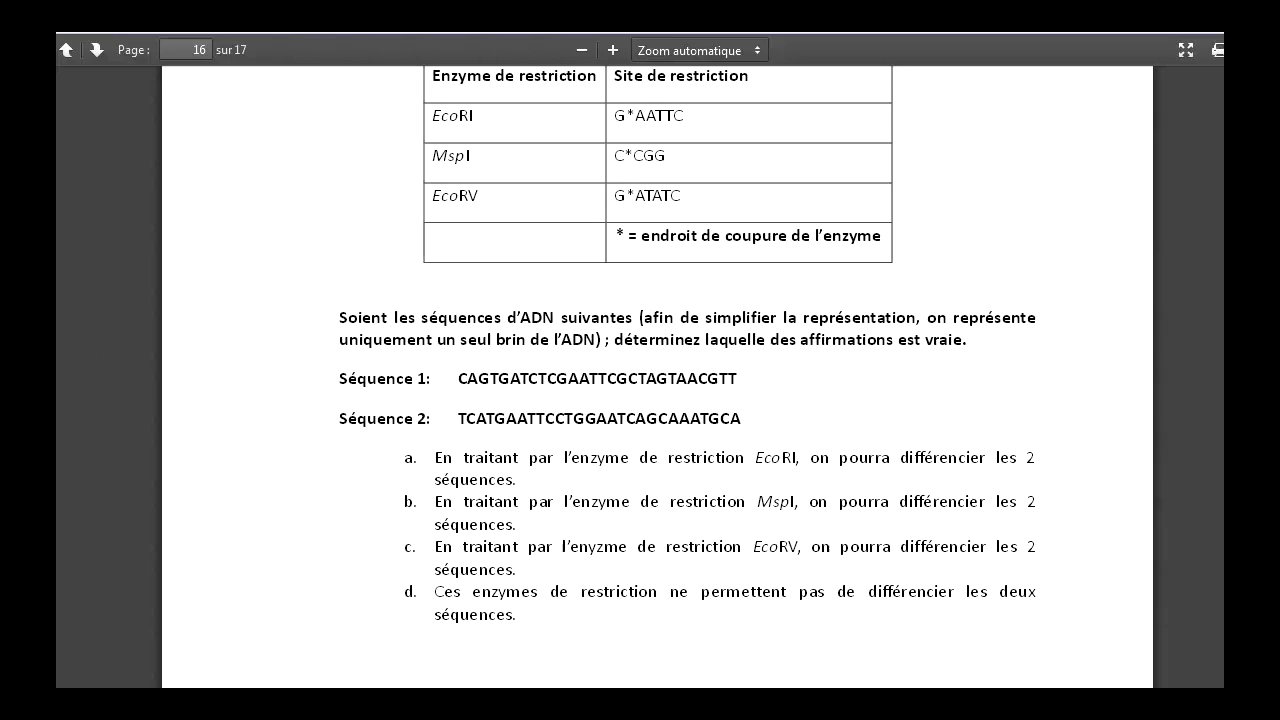 Page : 16 sur 17 − + Zoom automatique
Enzyme de restriction Site de restriction
EcoRI G*AATTC
MspI C*CGG
EcoRV G*ATATC
* = endroit de coupure de l’enzyme
Soient les séquences d’ADN suivantes (afin de simplifier la représentation, on représente
uniquement un seul brin de l’ADN) ; déterminez laquelle des affirmations est vraie.
Séquence 1: CAGTGATCTCGAATTCGCTAGTAACGTT
Séquence 2: TCATGAATTCCTGGAATCAGCAAATGCA
a. En traitant par l’enzyme de restriction EcoRI, on pourra différencier les 2
séquences.
b. En traitant par l’enzyme de restriction MspI, on pourra différencier les 2
séquences.
c. En traitant par l’enyzme de restriction EcoRV, on pourra différencier les 2
séquences.
d. Ces enzymes de restriction ne permettent pas de différencier les deux
séquences.